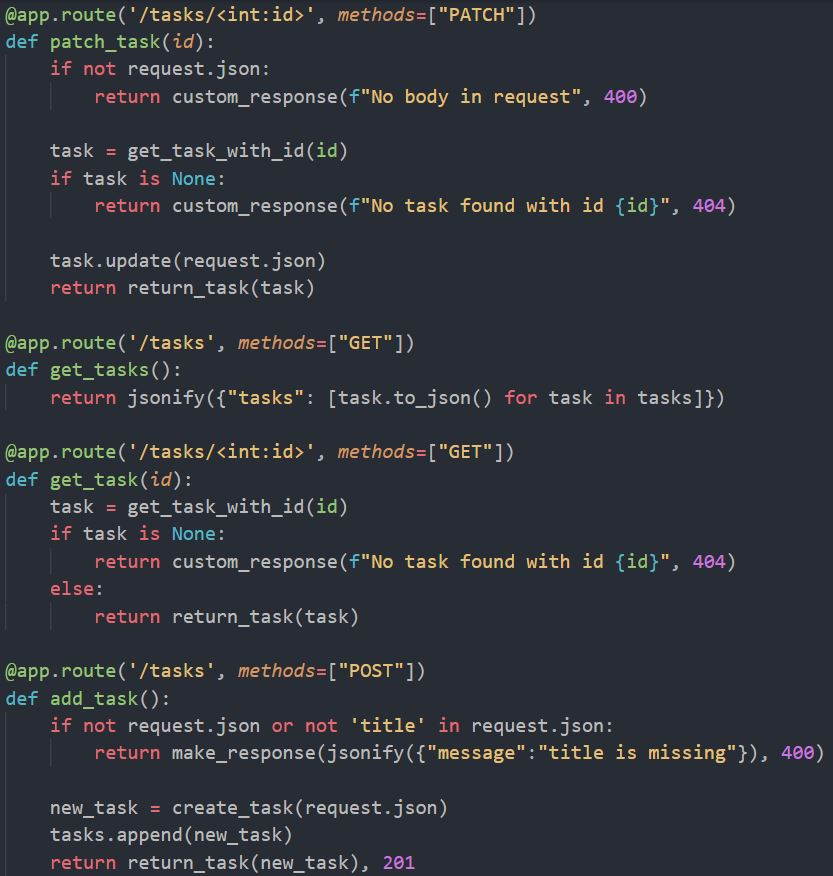 @app.route('/tasks/<int:id>', methods=["PATCH"])
def patch_task(id):
    if not request.json:
        return custom_response(f"No body in request", 400)

    task = get_task_with_id(id)
    if task is None:
        return custom_response(f"No task found with id {id}", 404)

    task.update(request.json)
    return return_task(task)

@app.route('/tasks', methods=["GET"])
def get_tasks():
    return jsonify({"tasks": [task.to_json() for task in tasks]})

@app.route('/tasks/<int:id>', methods=["GET"])
def get_task(id):
    task = get_task_with_id(id)
    if task is None:
        return custom_response(f"No task found with id {id}", 404)
    else:
        return return_task(task)

@app.route('/tasks', methods=["POST"])
def add_task():
    if not request.json or not 'title' in request.json:
        return make_response(jsonify({"message":"title is missing"}), 400)

    new_task = create_task(request.json)
    tasks.append(new_task)
    return return_task(new_task), 201